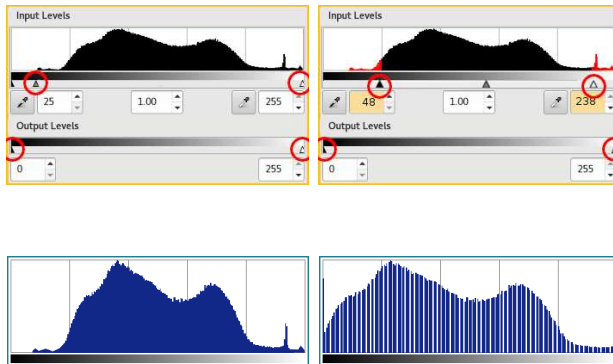 Input Levels
25 1.00 255
Output Levels
0 255
Input Levels
48 1.00 238
Output Levels
0 255